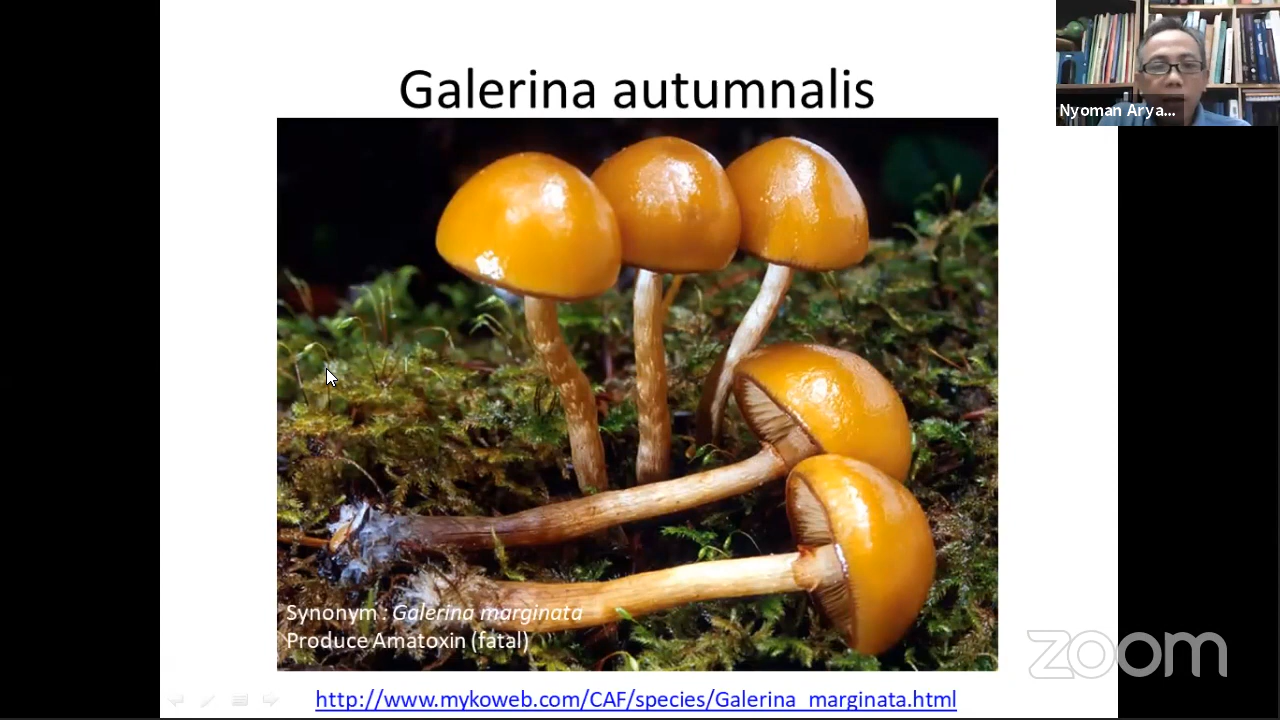 Galerina autumnalis
Nyoman Arya...
Synonym : Galerina marginata
Produce Amatoxin (fatal)
zoom
http://www.mykoweb.com/CAF/species/Galerina_marginata.html